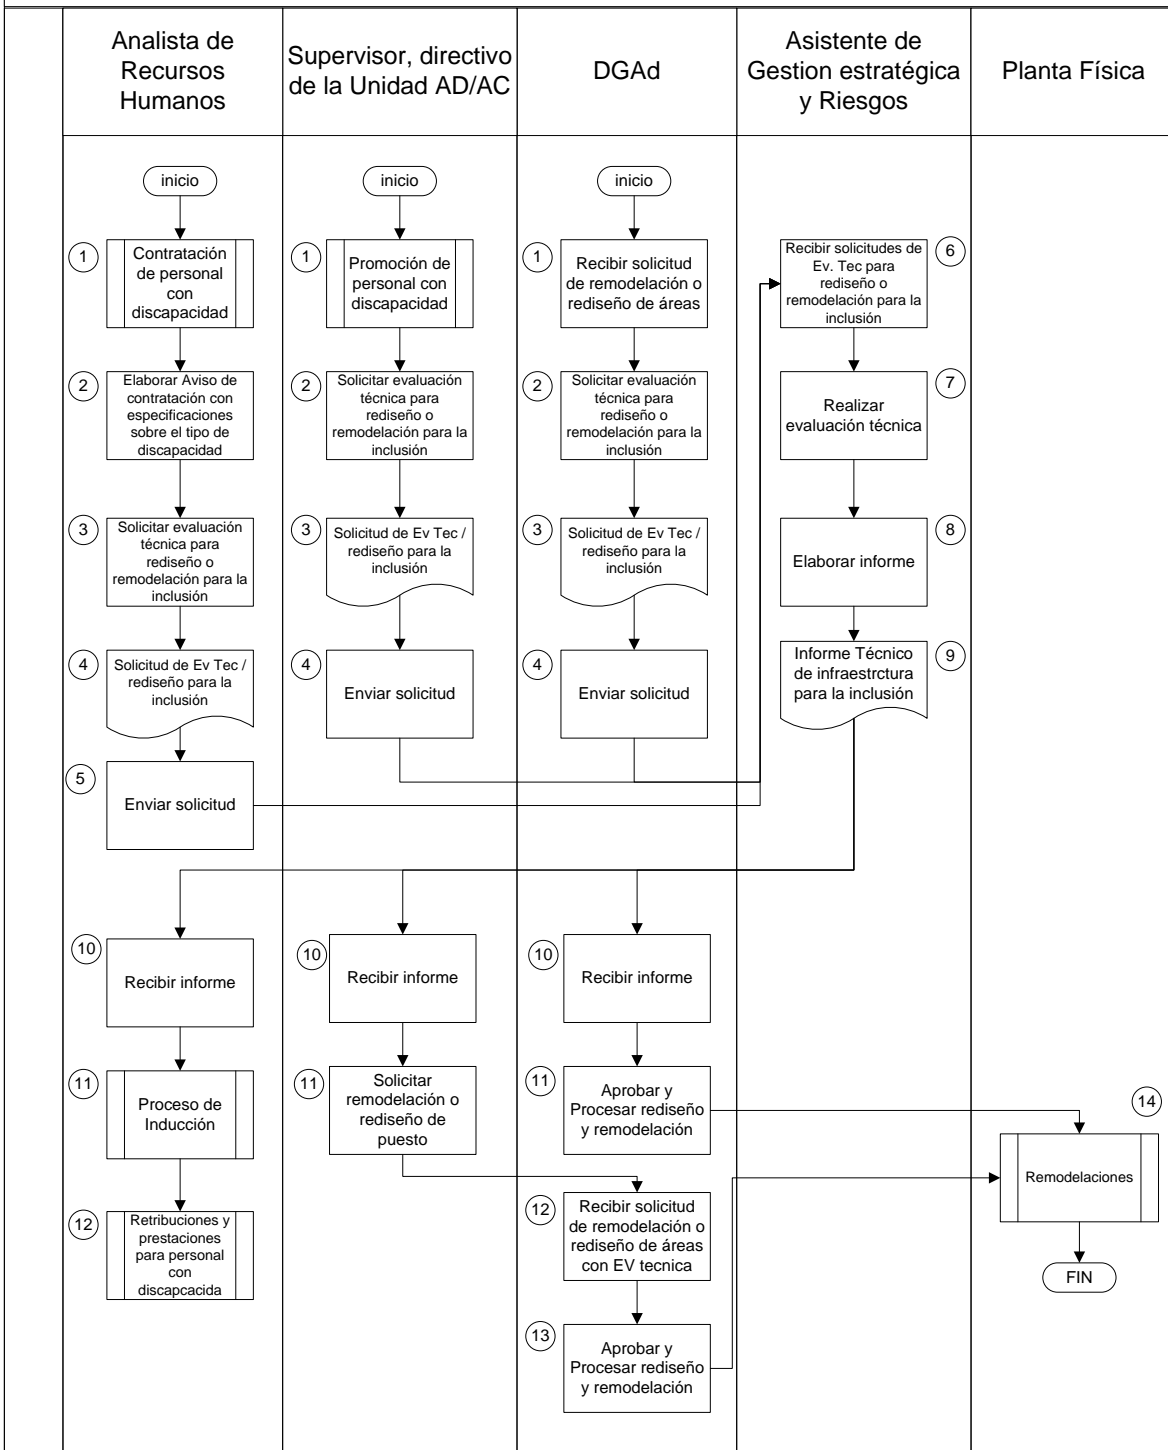 Analista de
Recursos
Humanos
Supervisor, directivo
de la Unidad AD/AC
DGAd
Asistente de
Gestion estratégica
y Riesgos
Planta Física
inicio
inicio
inicio
1
Contratación
de personal
con
discapacidad
1
Promoción de
personal con
discapacidad
1
Recibir solicitud
de remodelación o
rediseño de áreas
Recibir solicitudes de
Ev. Tec para
rediseño o
remodelación para la
inclusión
6
2
Elaborar Aviso de
contratación con
especificaciones
sobre el tipo de
discapacidad
2
Solicitar evaluación
técnica para
rediseño o
remodelación para la
inclusión
2
Solicitar evaluación
técnica para
rediseño o
remodelación para la
inclusión
Realizar
evaluación técnica
7
3
Solicitar evaluación
técnica para
rediseño o
remodelación para la
inclusión
3
Solicitud de Ev Tec /
rediseño para la
inclusión
3
Solicitud de Ev Tec /
rediseño para la
inclusión
Elaborar informe
8
4
Solicitud de Ev Tec /
rediseño para la
inclusión
4
Enviar solicitud
4
Enviar solicitud
Informe Técnico
de infraestrctura
para la inclusión
9
5
Enviar solicitud
10
Recibir informe
10
Recibir informe
10
Recibir informe
11
Proceso de
Inducción
11
Solicitar
remodelación o
rediseño de
puesto
11
Aprobar y
Procesar rediseño
y remodelación
14
Remodelaciones
12
Retribuciones y
prestaciones
para personal
con
discapcacida
12
Recibir solicitud
de remodelación o
rediseño de áreas
con EV tecnica
FIN
13
Aprobar y
Procesar rediseño
y remodelación